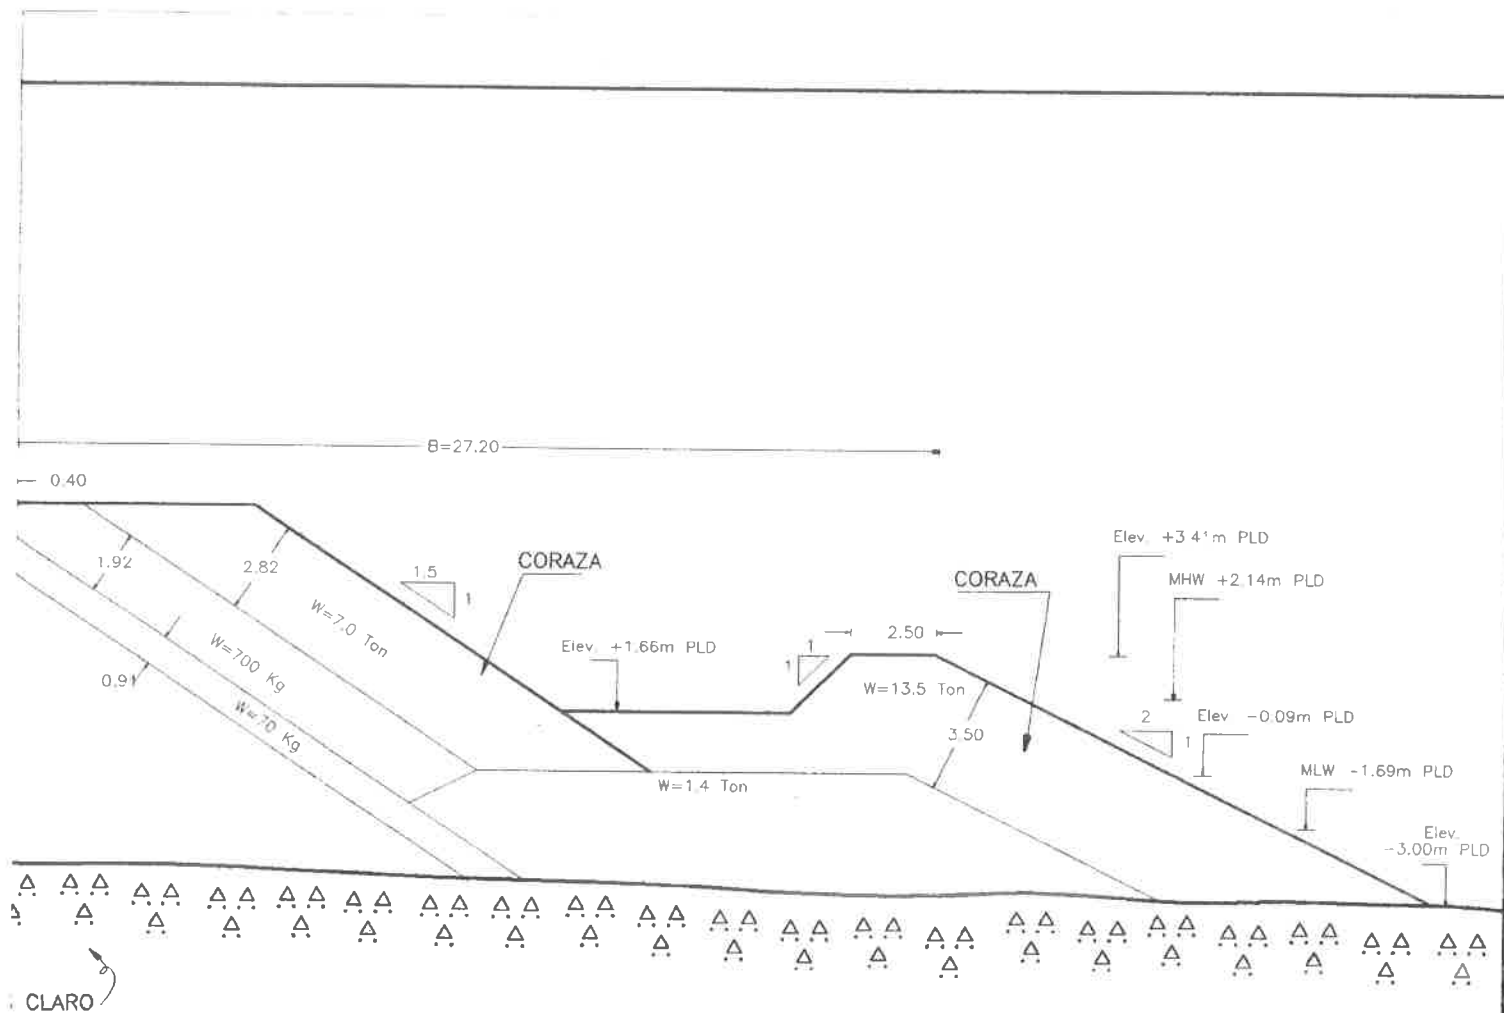 B=27.20
0.40
Elev. +3.41m PLD
1.92
2.82
CORAZA
1.5
1
CORAZA
MHW +2.14m PLD
W=7.0 Ton
Elev. +1.66m PLD
1
1
2.50
W=700 Kg
0.91
W=13.5 Ton
2
1
Elev. -0.09m PLD
W=70 Kg
3.50
W=1.4 Ton
MLW -1.69m PLD
Elev.
-3.00m PLD
CLARO